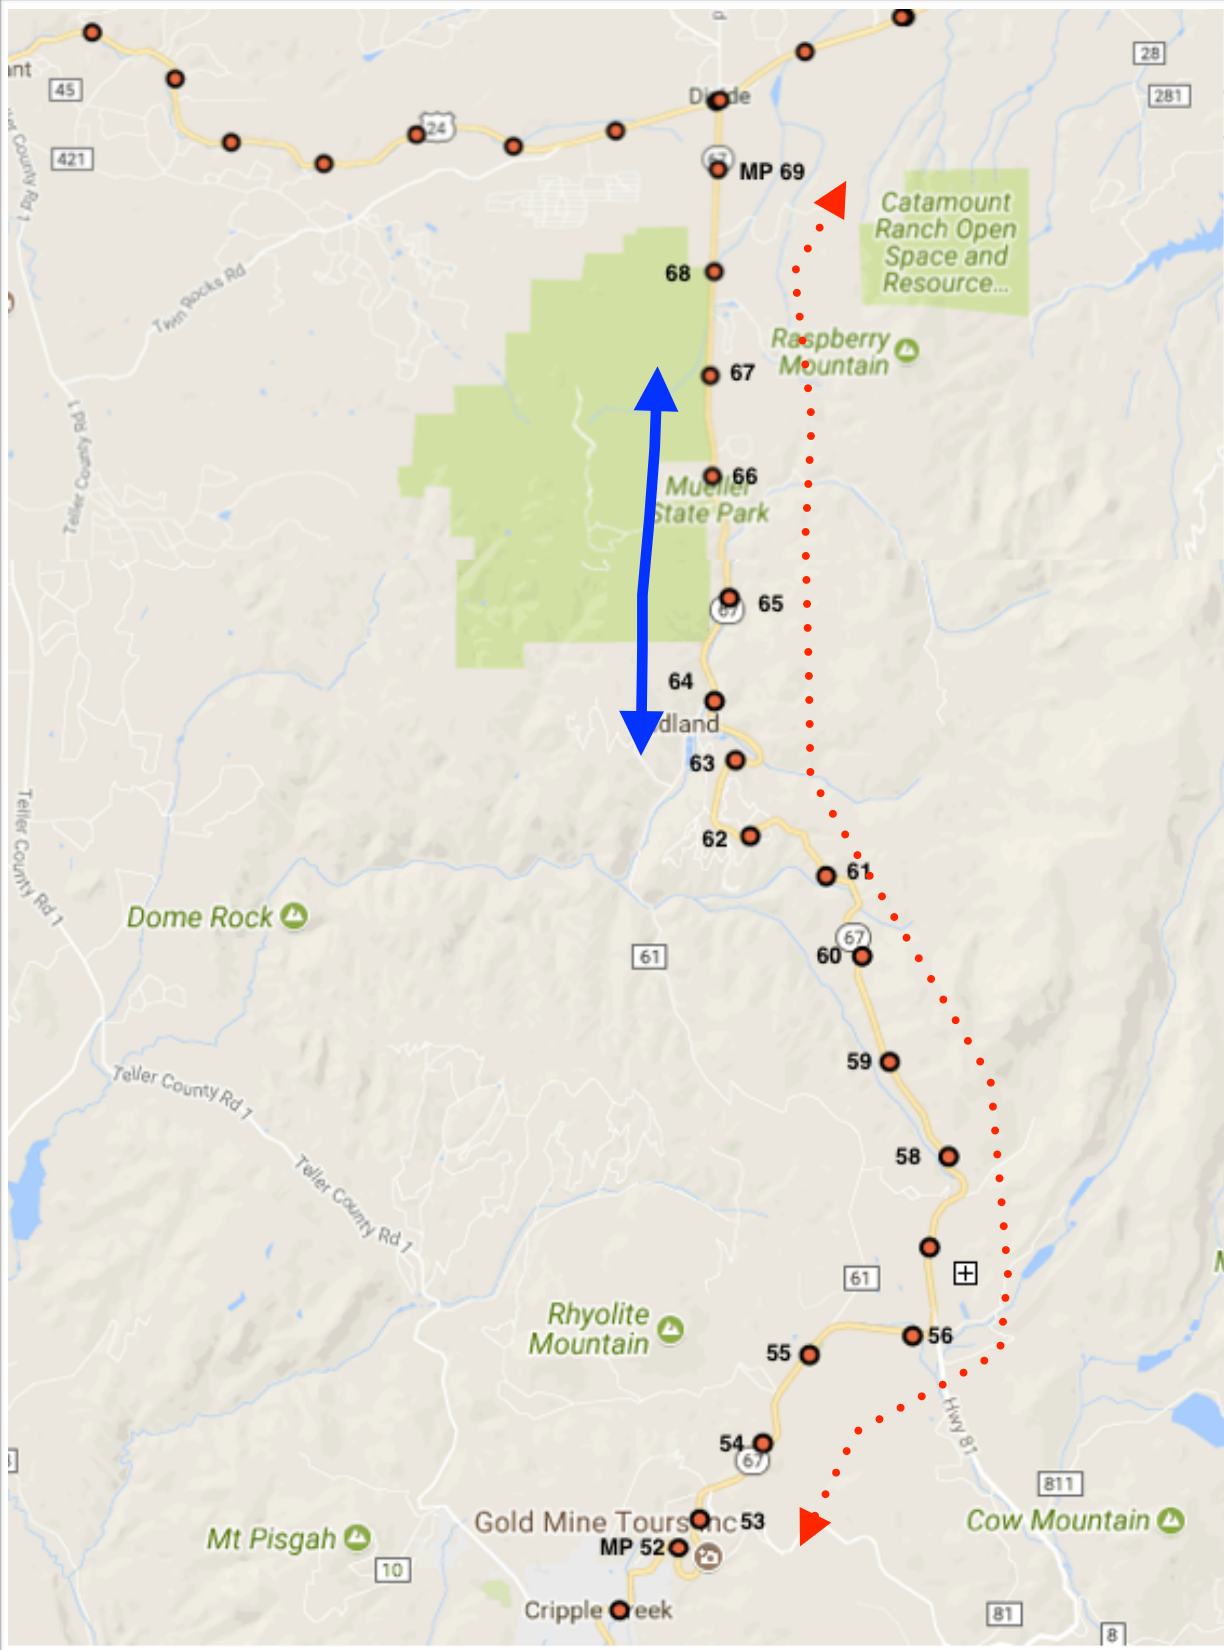 28
ant
45
Divide
281
24
421
67
MP 69
Catamount
Ranch Open
Space and
Resource...
68
Twin Rocks Rd
Raspberry
Mountain
67
66
Mueller
State Park
Teller County Rd 1
65
67
64
dland
63
Teller County Rd 1
62
61
Dome Rock
67
60
61
59
Teller County Rd 1
58
Teller County Rd 1
61
Rhyolite
Mountain
56
55
Hwy 81
54
67
811
Gold Mine Tours Inc
53
Cow Mountain
Mt Pisgah
MP 52
10
Cripple Creek
81
8